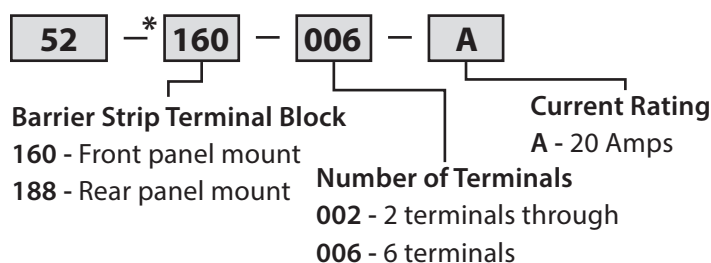 52 –* 160 – 006 – A
Barrier Strip Terminal Block
160 - Front panel mount
188 - Rear panel mount
Number of Terminals
002 - 2 terminals through
006 - 6 terminals
Current Rating
A - 20 Amps